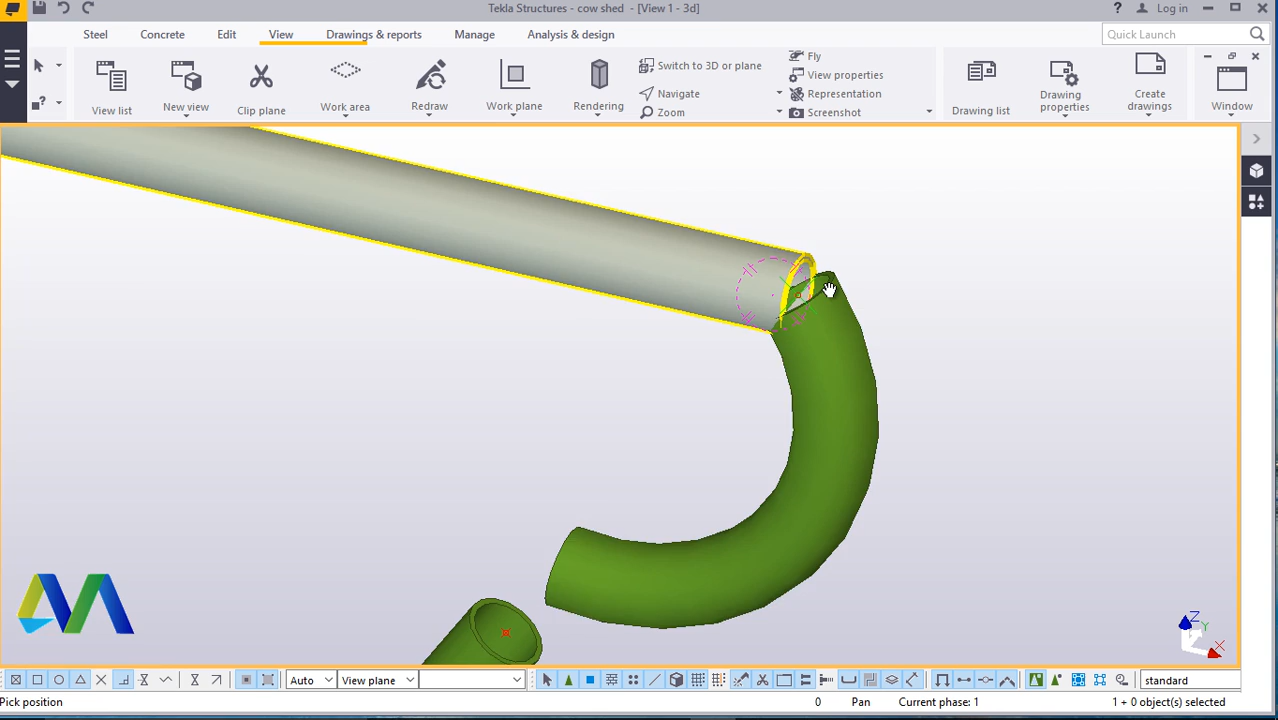 Tekla Structures - cow shed - [View 1 - 3d]
? Log in
Steel Concrete Edit View Drawings & reports Manage Analysis & design Quick Launch
View list
New view
Clip plane
Work area
Redraw
Work plane
Rendering
Switch to 3D or plane
Navigate
Zoom
Fly
View properties
Representation
Screenshot
Drawing list
Drawing properties
Create drawings
Window
Z
Y
X
Auto View plane standard
Pick position 0 Pan Current phase: 1 1 + 0 object(s) selected